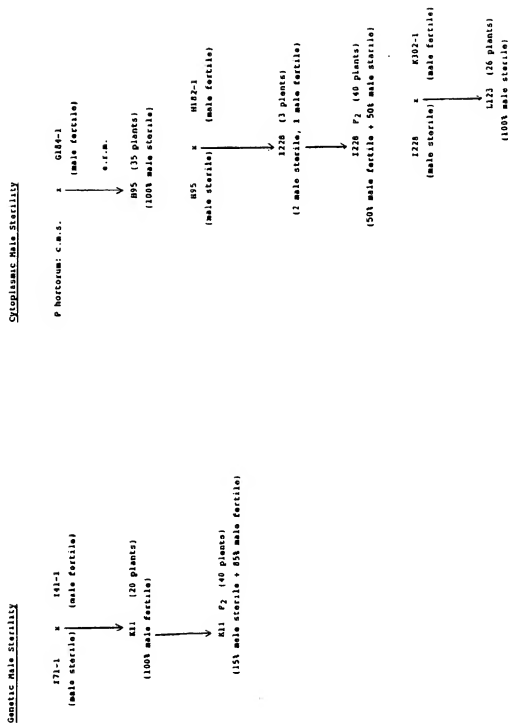 Genetic Male Sterility
I71-1 x I41-1
(male sterile) (male fertile)
K11 (20 plants)
(100% male fertile)
K11 F2 (40 plants)
(15% male sterile + 85% male fertile)
Cytoplasmic Male Sterility
P hortorum: c.m.s. x G184-1
(male fertile)
e.r.m.
H95 (35 plants)
(100% male sterile)
H95 x H182-1
(male sterile) (male fertile)
I228 (3 plants)
(2 male sterile, 1 male fertile)
I228 F2 (40 plants)
(50% male fertile + 50% male starile)
I228 x K302-1
(male sterile) (male fertile)
L123 (26 plants)
(100% male sterile)